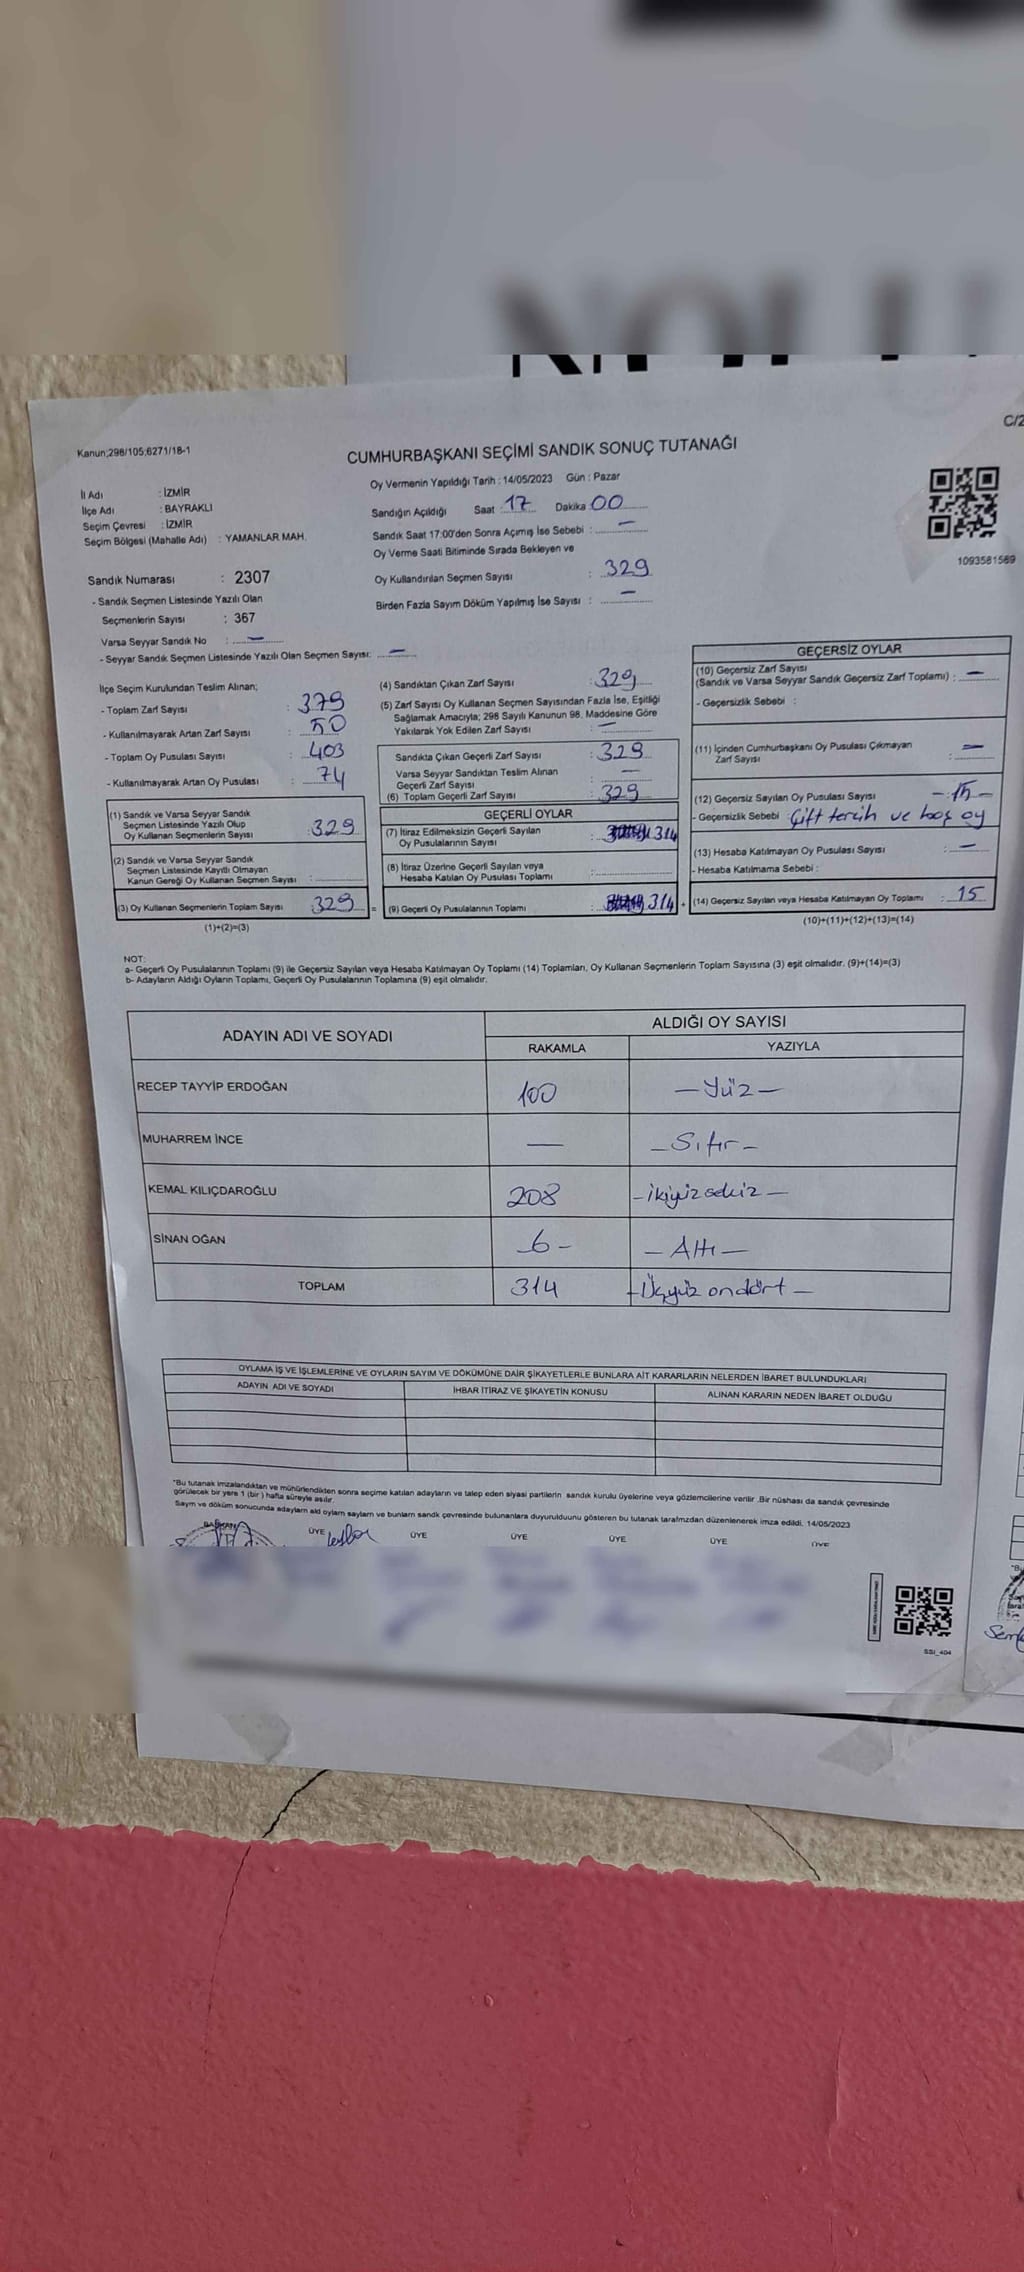 C/2
Kanun;298/105;6271/18-1
CUMHURBAŞKANI SEÇİMİ SANDIK SONUÇ TUTANAĞI
İl Adı : İZMİR
İlçe Adı : BAYRAKLI
Seçim Çevresi : İZMİR
Seçim Bölgesi (Mahalle Adı) : YAMANLAR MAH.
Oy Vermenin Yapıldığı Tarih : 14/05/2023 Gün : Pazar
Sandığın Açıldığı Saat : 17 Dakika 00
Sandık Saat 17:00'den Sonra Açımış İse Sebebi : —
Oy Verme Saati Bitiminde Sırada Bekleyen ve
Oy Kullandırılan Seçmen Sayısı : 329
Birden Fazla Sayım Döküm Yapılmış İse Sayısı : —
1093581589
Sandık Numarası : 2307
- Sandık Seçmen Listesinde Yazılı Olan
Seçmenlerin Sayısı : 367
Varsa Seyyar Sandık No : —
- Seyyar Sandık Seçmen Listesinde Yazılı Olan Seçmen Sayısı: —
İlçe Seçim Kurulundan Teslim Alınan;
- Toplam Zarf Sayısı : 379
- Kullanılmayarak Artan Zarf Sayısı : 50
- Toplam Oy Pusulası Sayısı : 403
- Kullanılmayarak Artan Oy Pusulası : 74
(1) Sandık ve Varsa Seyyar Sandık
Seçmen Listesinde Yazılı Olup
Oy Kullanan Seçmenlerin Sayısı : 329
(2) Sandık ve Varsa Seyyar Sandık
Seçmen Listesinde Kayıtlı Olmayan
Kanun Gereği Oy Kullanan Seçmen Sayısı :
(3) Oy Kullanan Seçmenlerin Toplam Sayısı : 329 =
(1)+(2)=(3)
(4) Sandıktan Çıkan Zarf Sayısı : 329
(5) Zarf Sayısı Oy Kullanan Seçmen Sayısından Fazla İse, Eşitliği
Sağlamak Amacıyla; 298 Sayılı Kanunun 98. Maddesine Göre
Yakılarak Yok Edilen Zarf Sayısı : —
Sandıkta Çıkan Geçerli Zarf Sayısı : 329
Varsa Seyyar Sandıktan Teslim Alınan —
Geçerli Zarf Sayısı :
(6) Toplam Geçerli Zarf Sayısı : 329
GEÇERLİ OYLAR
(7) İtiraz Edilmeksizin Geçerli Sayılan
Oy Pusulalarının Sayısı : 314
(8) İtiraz Üzerine Geçerli Sayılan veya
Hesaba Katılan Oy Pusulası Toplamı :
(9) Geçerli Oy Pusulalarının Toplamı : 314 +
GEÇERSİZ OYLAR
(10) Geçersiz Zarf Sayısı
(Sandık ve Varsa Seyyar Sandık Geçersiz Zarf Toplamı) : —
- Geçersizlik Sebebi :
(11) İçinden Cumhurbaşkanı Oy Pusulası Çıkmayan
Zarf Sayısı : —
(12) Geçersiz Sayılan Oy Pusulası Sayısı - 15 -
- Geçersizlik Sebebi : Çift tercih ve boş oy
(13) Hesaba Katılmayan Oy Pusulası Sayısı : —
- Hesaba Katılmama Sebebi :
(14) Geçersiz Sayılan veya Hesaba Katılmayan Oy Toplamı : 15
(10)+(11)+(12)+(13)=(14)
NOT:
a- Geçerli Oy Pusulalarının Toplamı (9) ile Geçersiz Sayılan veya Hesaba Katılmayan Oy Toplamı (14) Toplamları, Oy Kullanan Seçmenlerin Toplam Sayısına (3) eşit olmalıdır. (9)+(14)=(3)
b- Adayların Aldığı Oyların Toplamı, Geçerli Oy Pusulalarının Toplamına (9) eşit olmalıdır.
ADAYIN ADI VE SOYADI
ALDIĞI OY SAYISI
RAKAMLA YAZIYLA
RECEP TAYYİP ERDOĞAN 100 - Yüz -
MUHARREM İNCE — - Sıfır -
KEMAL KILIÇDAROĞLU 208 - ikiyüzsekiz -
SİNAN OĞAN - 6 - - Altı -
TOPLAM 314 - Üçyüz ondört -
OYLAMA İŞ VE İŞLEMLERİNE VE OYLARIN SAYIM VE DÖKÜMÜNE DAİR ŞİKAYETLERLE BUNLARA AİT KARARLARIN NELERDEN İBARET BULUNDUKLARI
ADAYIN ADI VE SOYADI İHBAR İTİRAZ VE ŞİKAYETİN KONUSU ALINAN KARARIN NEDEN İBARET OLDUĞU
*Bu tutanak imzalandıktan ve mühürlendikten sonra seçime katılan adayların ve talep eden siyasi partilerin sandık kurulu üyelerine veya gözlemcilerine verilir .Bir nüshası da sandık çevresinde
görülecek bir yere 1 (bir ) hafta süreyle asılır.
Sayım ve döküm sonucunda adayların ald oyların sayların ve bunların sandk çevresinde bulunanlara duyurulduunu gösteren bu tutanak tarafmzdan düzenlenerek imza edildi. 14/05/2023
BAŞKAN ÜYE ÜYE ÜYE ÜYE ÜYE ÜYE
SSİ_404